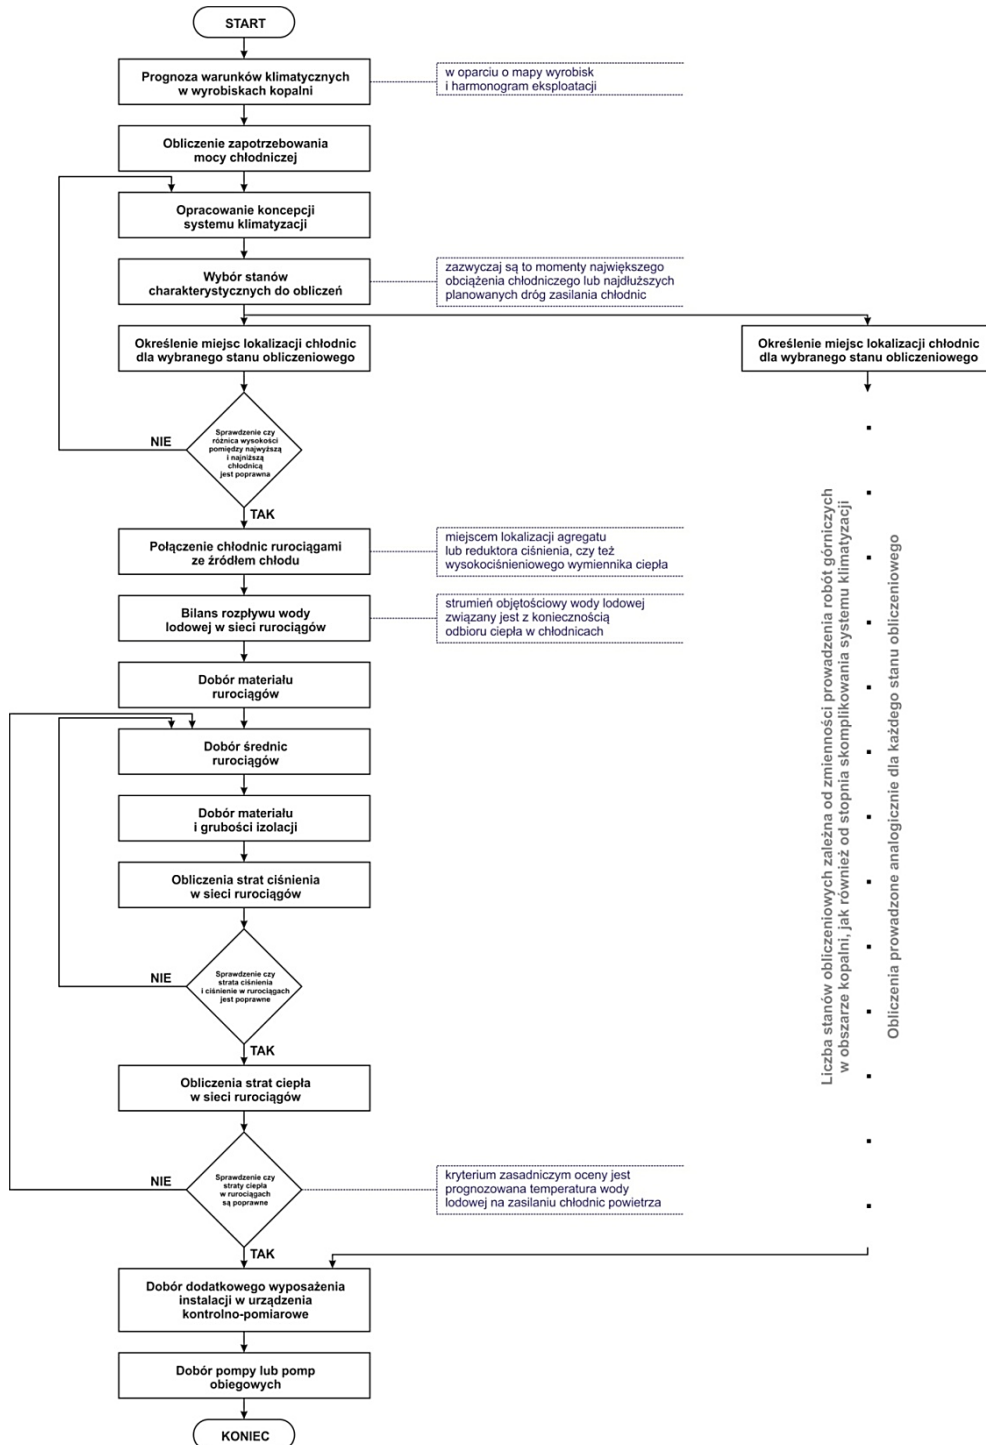 START
Prognoza warunków klimatycznych
w wyrobiskach kopalni
w oparciu o mapy wyrobisk
i harmonogram eksploatacji
Obliczenie zapotrzebowania
mocy chłodniczej
Opracowanie koncepcji
systemu klimatyzacji
Wybór stanów
charakterystycznych do obliczeń
zazwyczaj są to momenty największego
obciążenia chłodniczego lub najdłuższych
planowanych dróg zasilania chłodnic
Określenie miejsc lokalizacji chłodnic
dla wybranego stanu obliczeniowego
Określenie miejsc lokalizacji chłodnic
dla wybranego stanu obliczeniowego
NIE
Sprawdzenie czy
różnica wysokości
pomiędzy najwyższą
i najniższą
chłodnicą
jest poprawna
TAK
Połączenie chłodnic rurociągami
ze źródłem chłodu
miejscem lokalizacji agregatu
lub reduktora ciśnienia, czy też
wysokociśnieniowego wymiennika ciepła
Bilans rozpływu wody
lodowej w sieci rurociągów
strumień objętościowy wody lodowej
związany jest z koniecznością
odbioru ciepła w chłodnicach
Dobór materiału
rurociągów
Dobór średnic
rurociągów
Dobór materiału
i grubości izolacji
Obliczenia strat ciśnienia
w sieci rurociągów
NIE
Sprawdzenie czy
strata ciśnienia
i ciśnienie w rurociągach
jest poprawne
TAK
Obliczenia strat ciepła
w sieci rurociągów
NIE
Sprawdzenie czy
straty ciepła
w rurociągach
są poprawne
kryterium zasadniczym oceny jest
prognozowana temperatura wody
lodowej na zasilaniu chłodnic powietrza
TAK
Dobór dodatkowego wyposażenia
instalacji w urządzenia
kontrolno-pomiarowe
Dobór pompy lub pomp
obiegowych
KONIEC
Liczba stanów obliczeniowych zależna od zmienności prowadzenia robót górniczych
w obszarze kopalni, jak również od stopnia skomplikowania systemu klimatyzacji
Obliczenia prowadzone analogicznie dla każdego stanu obliczeniowego